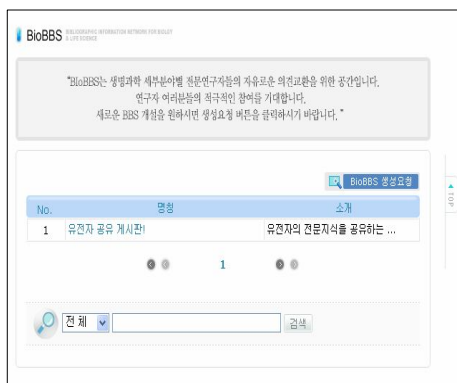 BioBBS BIBLIOGRAPHIC INFORMATION NETWORK FOR BIOLOGY
& LIFE SCIENCE
"BioBBS는 생명과학 세부분야별 전문연구자들의 자유로운 의견교환을 위한 공간입니다.
연구자 여러분들의 적극적인 참여를 기대합니다.
새로운 BBS 개설을 원하시면 생성요청 버튼을 클릭하시기 바랍니다."
BioBBS 생성요청
No. 명칭 소개
1 유전자 공유 게시판! 유전자의 전문지식을 공유하는 ...
1
전체 검색
TOP